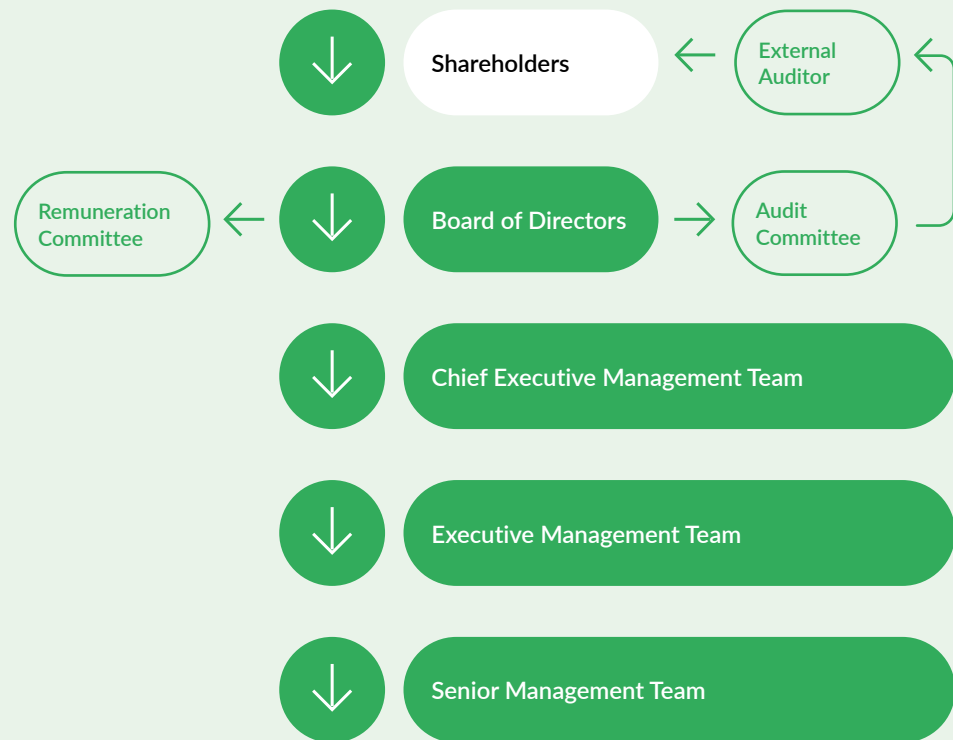 Shareholders
External
Auditor
Remuneration
Committee
Board of Directors
Audit
Committee
Chief Executive Management Team
Executive Management Team
Senior Management Team